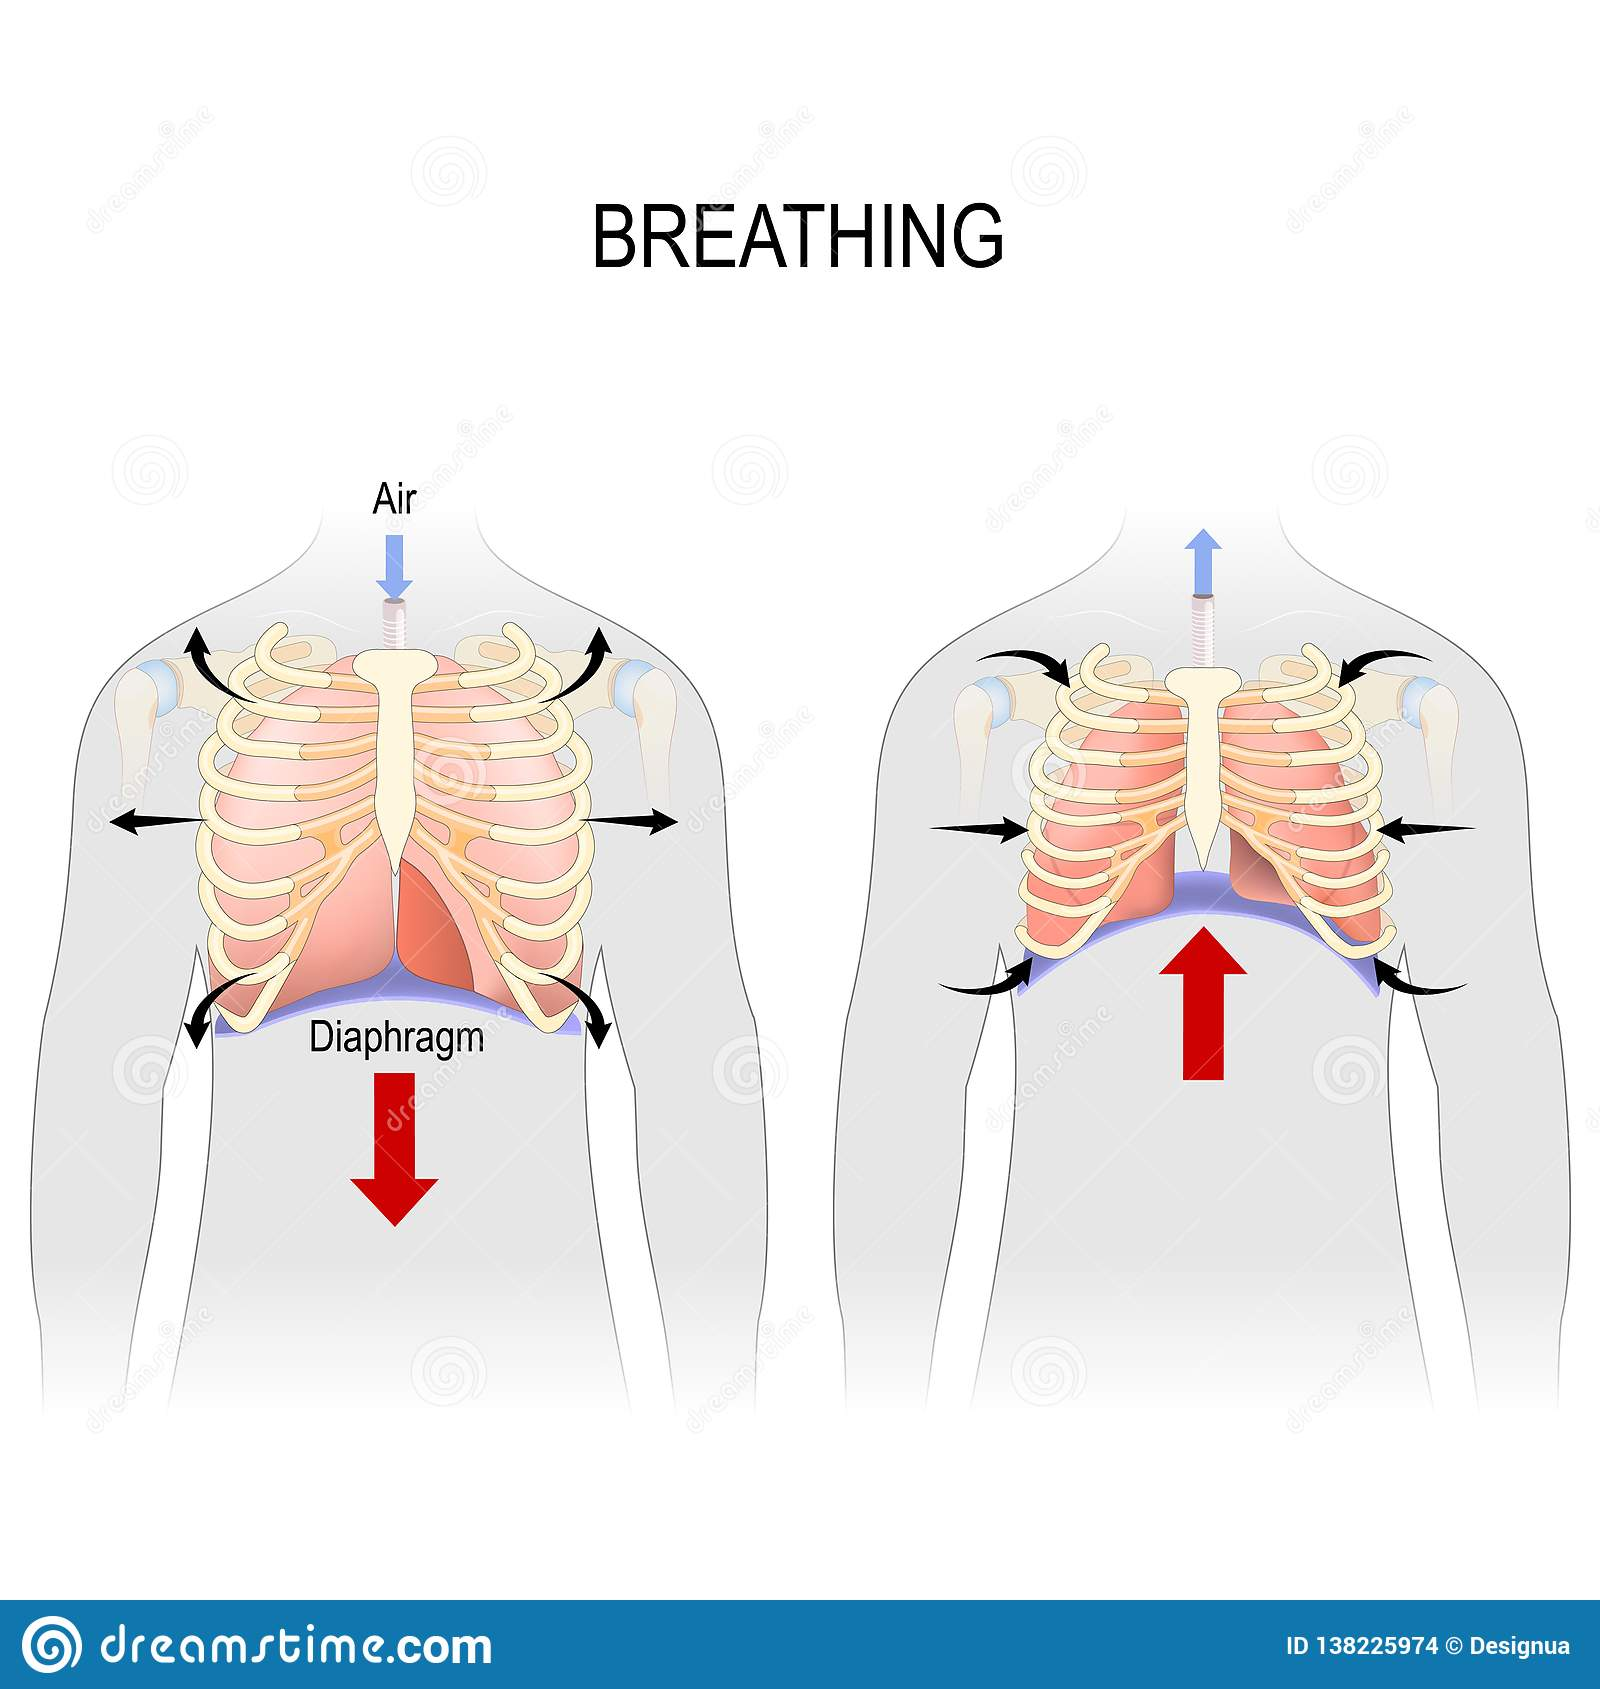 BREATHING
Air
Diaphragm
dreamstime.com
ID 138225974 © Designua